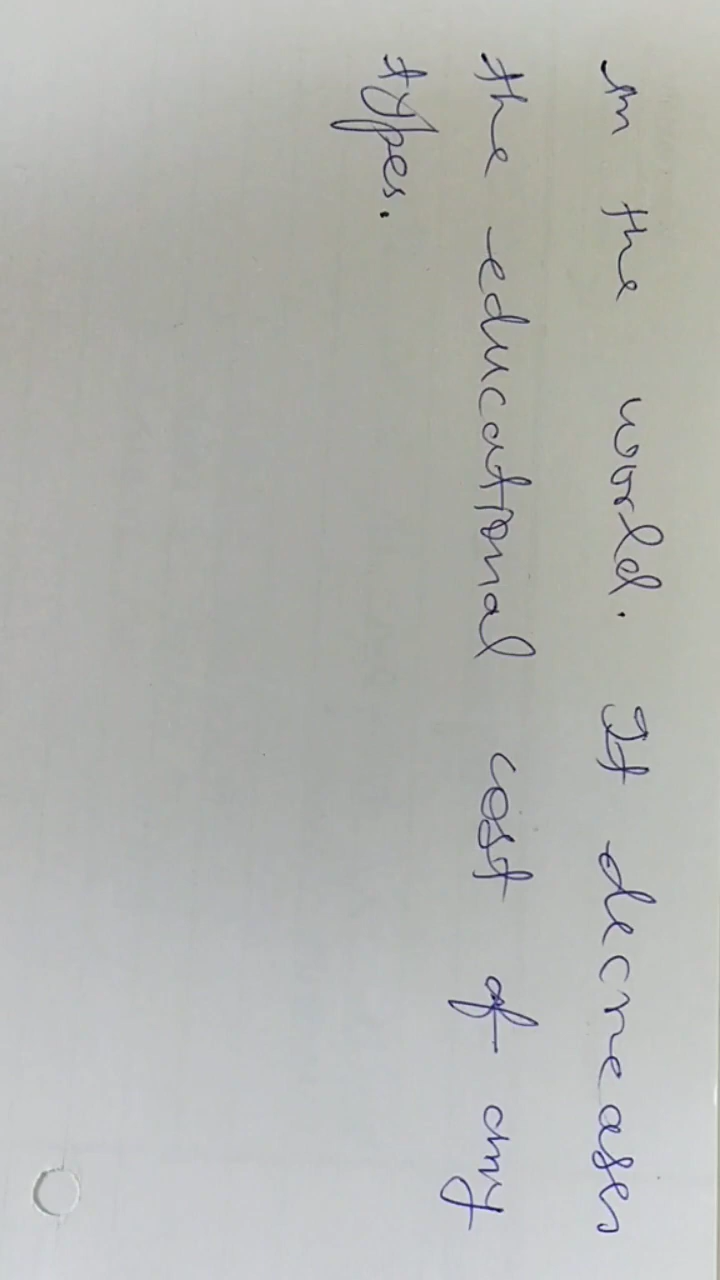 in the world. It decreases
the educational cost of any
types.